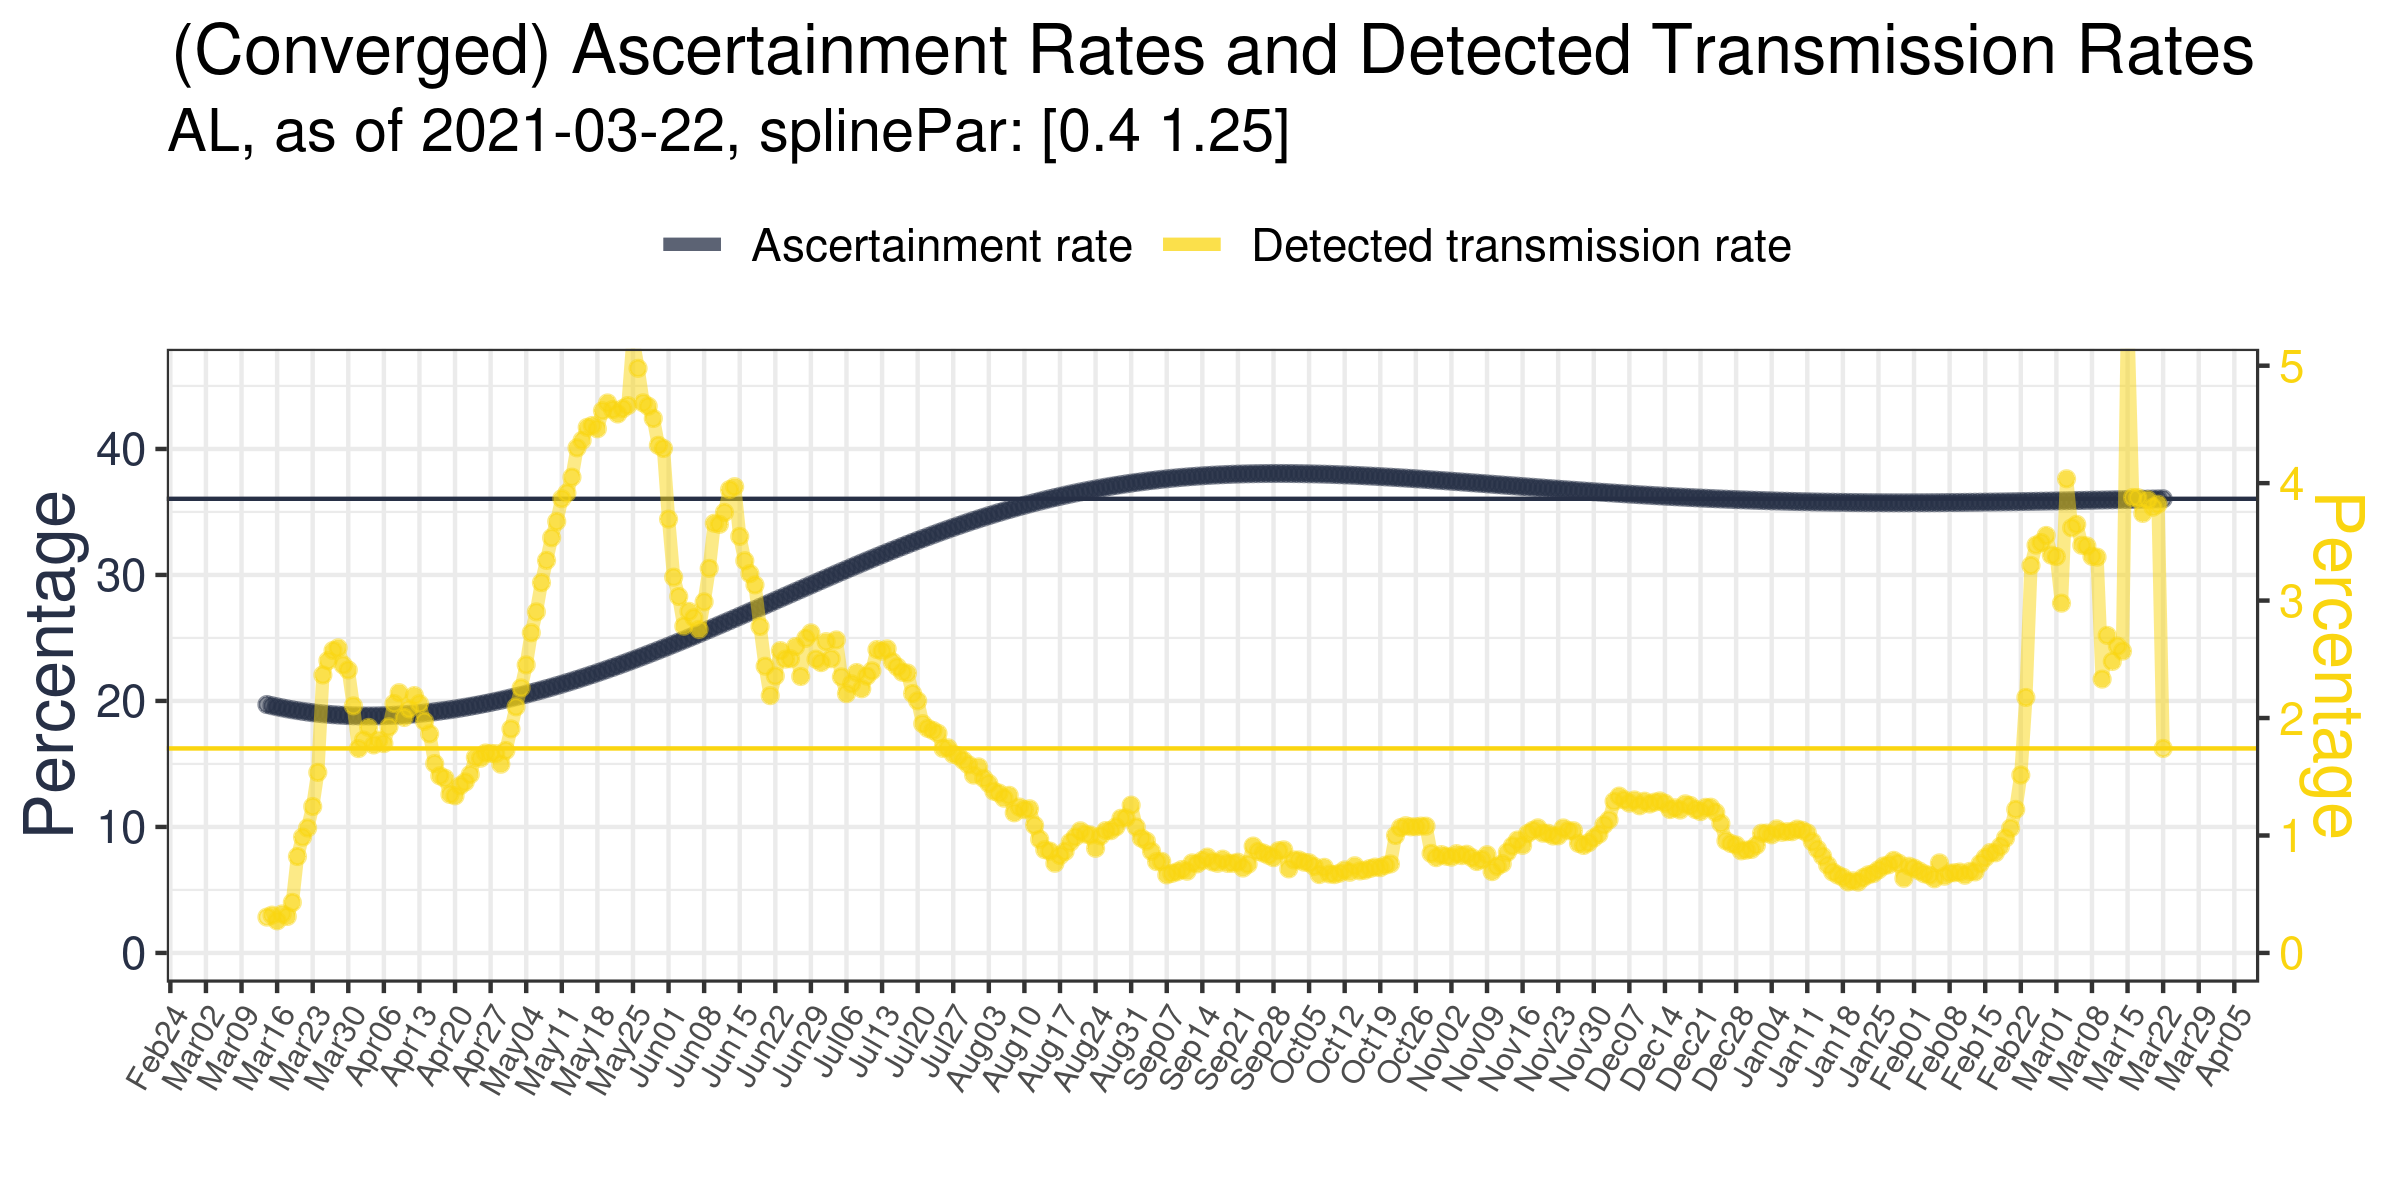 (Converged) Ascertainment Rates and Detected Transmission Rates
AL, as of 2021-03-22, splinePar: [0.4 1.25]
Ascertainment rate Detected transmission rate
Percentage
40
30
20
10
0
5
4
3
2
1
0
Percentage
Feb24 Mar02 Mar09 Mar16 Mar23 Mar30 Apr06 Apr13 Apr20 Apr27 May04 May11 May18 May25 Jun01 Jun08 Jun15 Jun22 Jun29 Jul06 Jul13 Jul20 Jul27 Aug03 Aug10 Aug17 Aug24 Aug31 Sep07 Sep14 Sep21 Sep28 Oct05 Oct12 Oct19 Oct26 Nov02 Nov09 Nov16 Nov23 Nov30 Dec07 Dec14 Dec21 Dec28 Jan04 Jan11 Jan18 Jan25 Feb01 Feb08 Feb15 Feb22 Mar01 Mar08 Mar15 Mar22 Mar29 Apr05